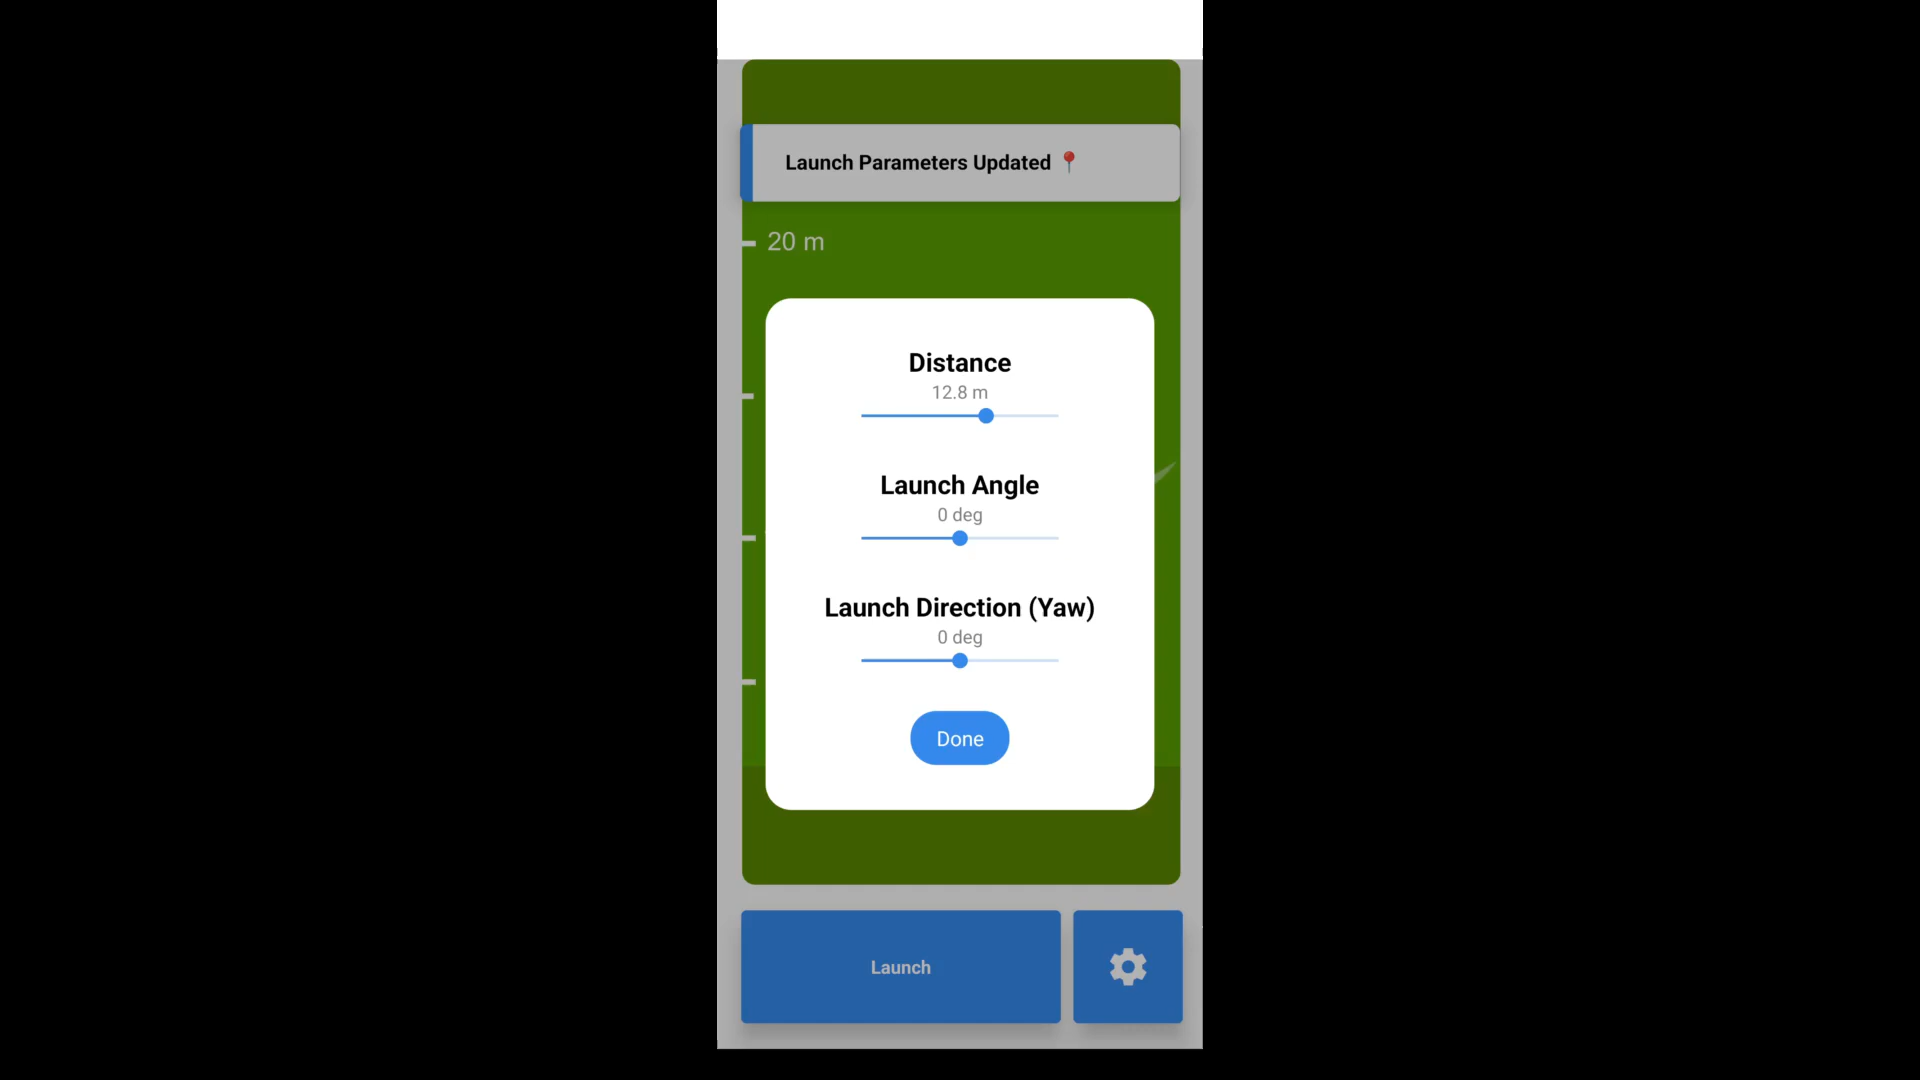 Launch Parameters Updated 📍
20 m
Distance
12.8 m
Launch Angle
0 deg
Launch Direction (Yaw)
0 deg
Done
Launch